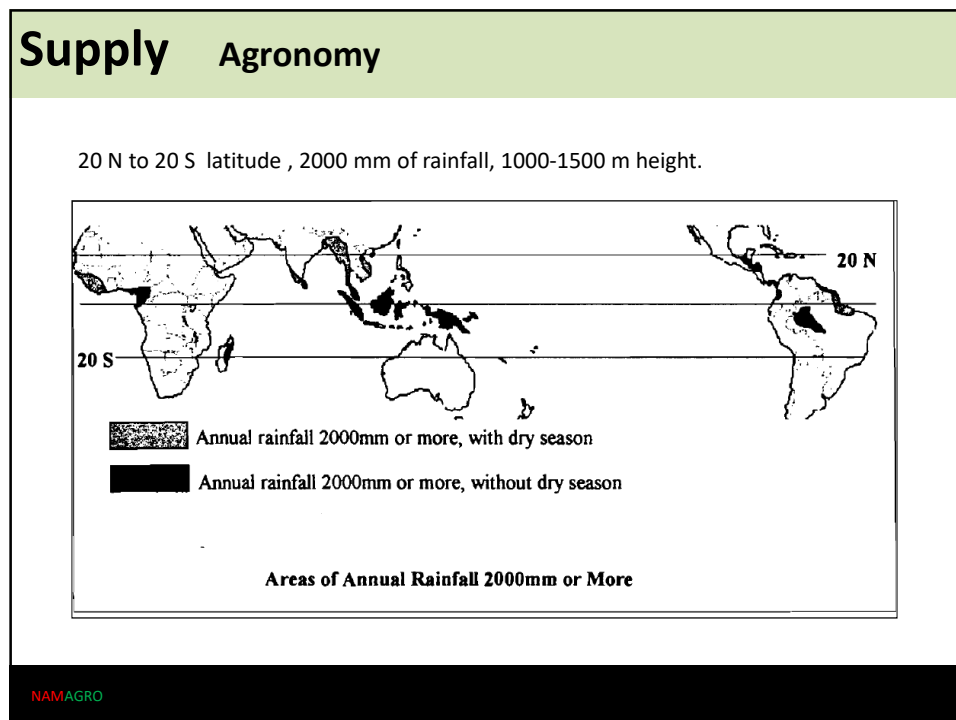 Supply Agronomy
20 N to 20 S latitude , 2000 mm of rainfall, 1000-1500 m height.
20 N
20 S
Annual rainfall 2000mm or more, with dry season
Annual rainfall 2000mm or more, without dry season
Areas of Annual Rainfall 2000mm or More
NAMAGRO